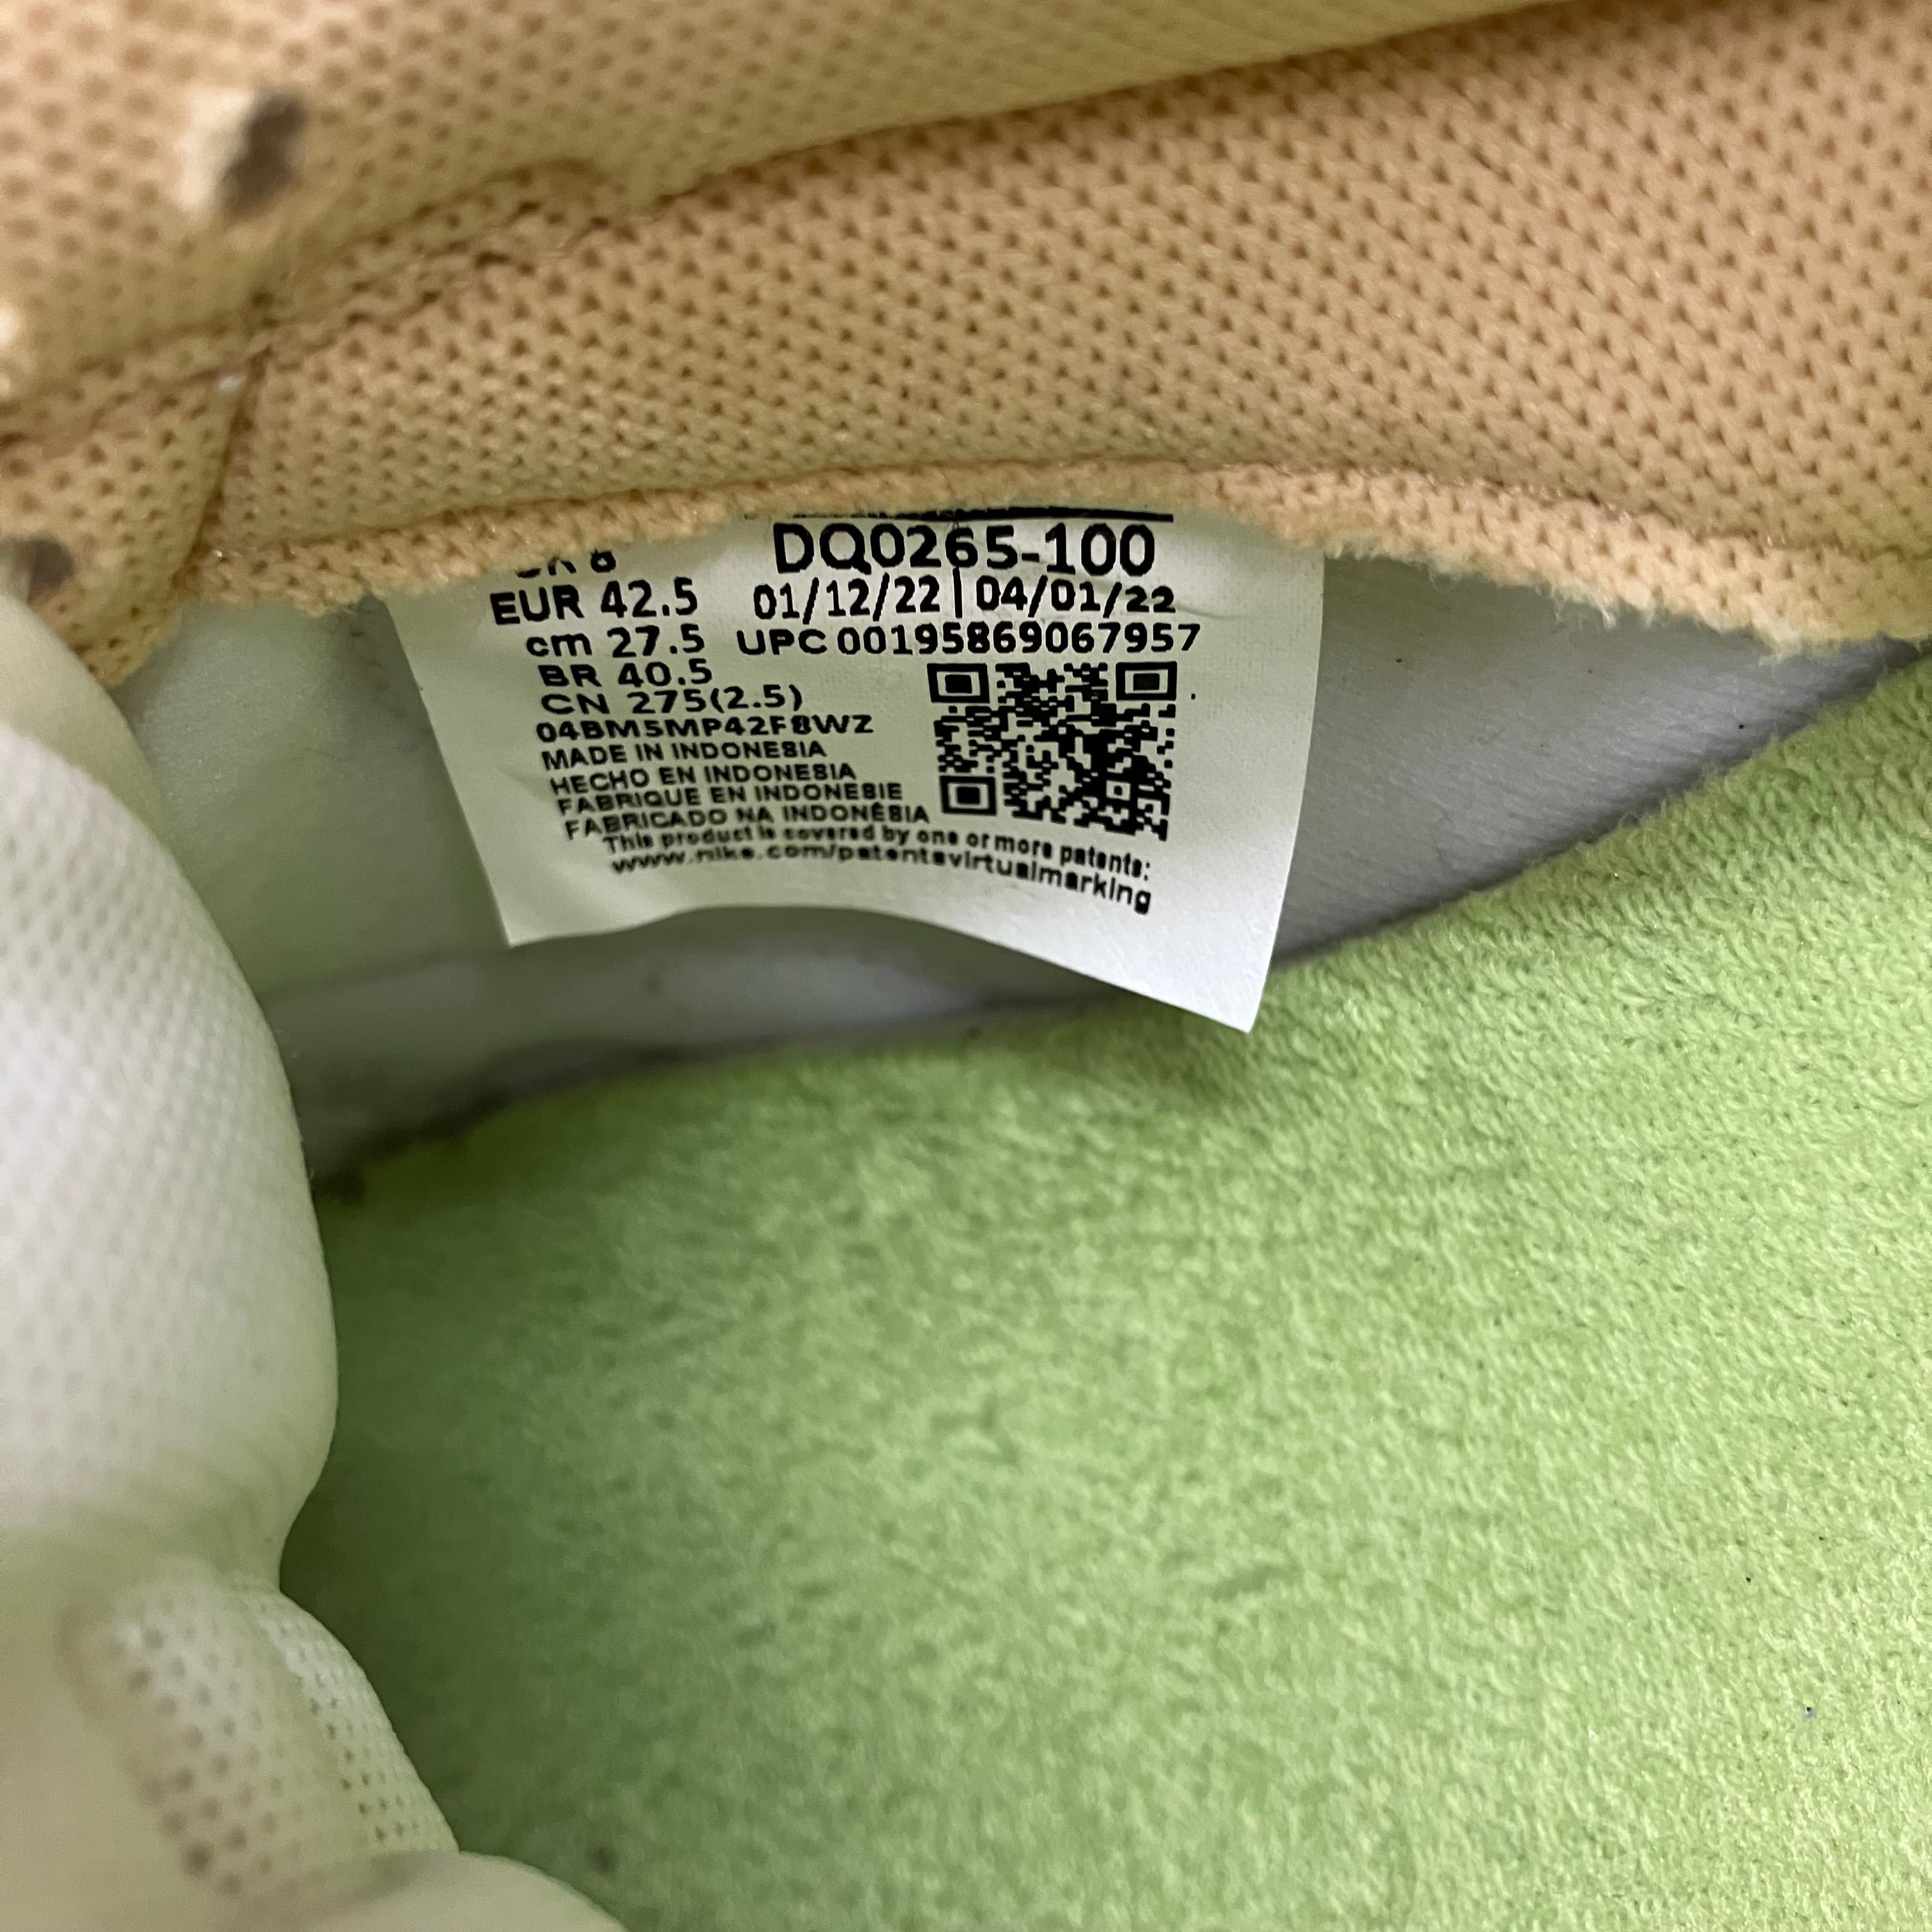 DQ0265-100
EUR 42.5 01/12/22 | 04/01/22
cm 27.5 UPC 00195869067957
BR 40.5
CN 275(2.5)
04BM5MP42F8WZ
MADE IN INDONESIA
HECHO EN INDONESIA
FABRIQUE EN INDONESIE
FABRICADO NA INDONÉSIA
This product is covered by one or more patents:
www.nike.com/patentsvirtualmarking